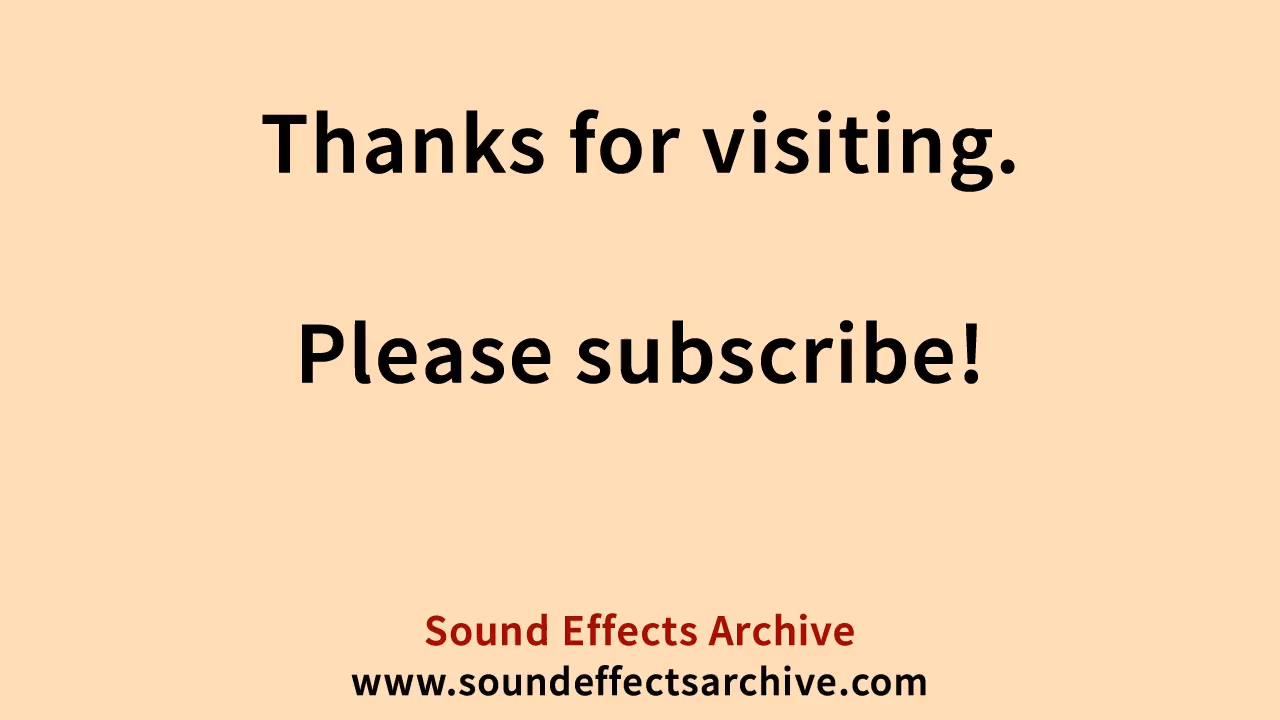 Thanks for visiting.
Please subscribe!
Sound Effects Archive
www.soundeffectsarchive.com